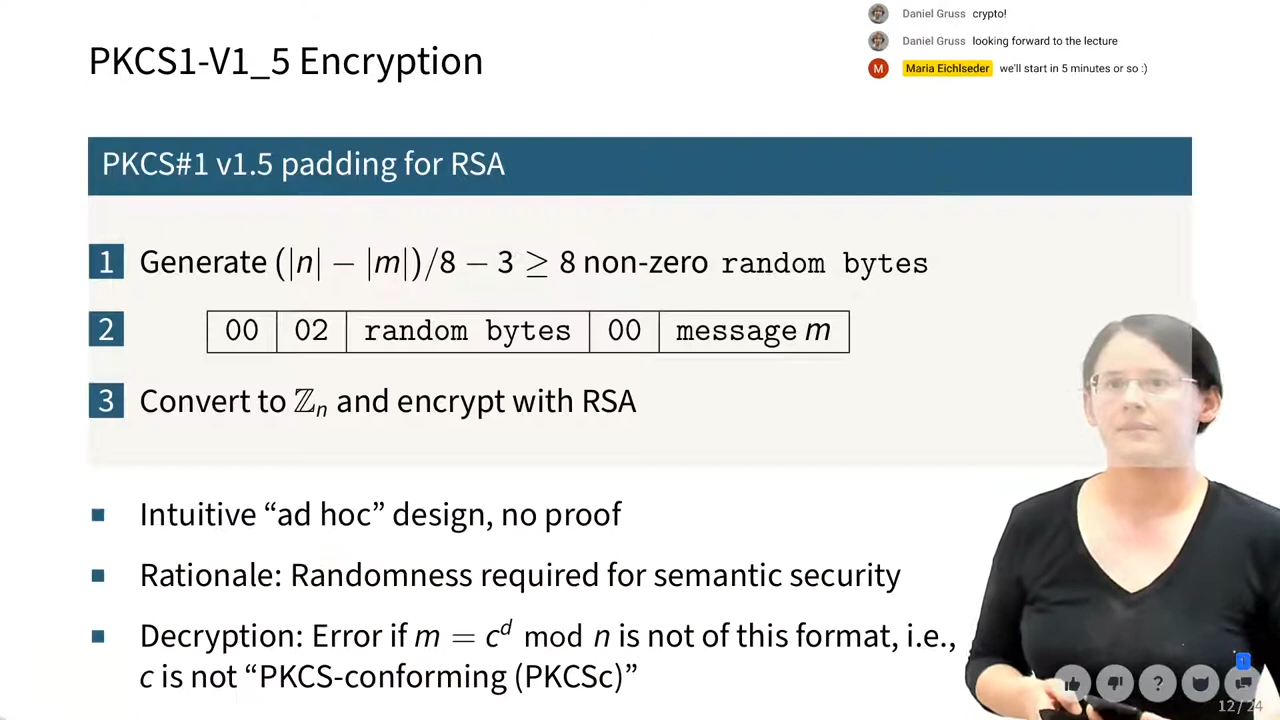 Daniel Gruss crypto!
Daniel Gruss looking forward to the lecture
M Maria Eichlseder we'll start in 5 minutes or so :)
PKCS1-V1_5 Encryption
PKCS#1 v1.5 padding for RSA
1 Generate (|n| − |m|)/8 − 3 ≥ 8 non-zero random bytes
2 00 02 random bytes 00 message m
3 Convert to ℤₙ and encrypt with RSA
Intuitive “ad hoc” design, no proof
Rationale: Randomness required for semantic security
Decryption: Error if m = cᵈ mod n is not of this format, i.e.,
c is not “PKCS-conforming (PKCSc)”
1
?
12/24